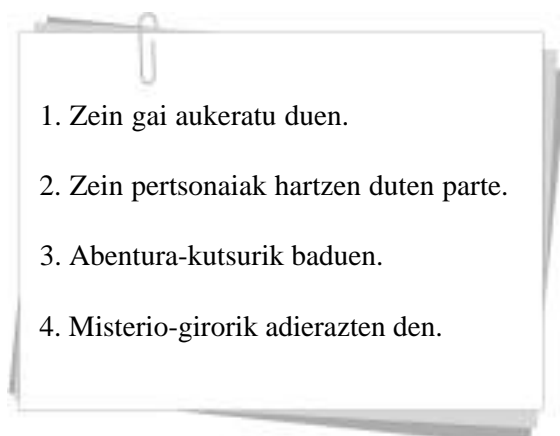 1. Zein gai aukeratu duen.
2. Zein pertsonaiak hartzen duten parte.
3. Abentura-kutsurik baduen.
4. Misterio-girorik adierazten den.